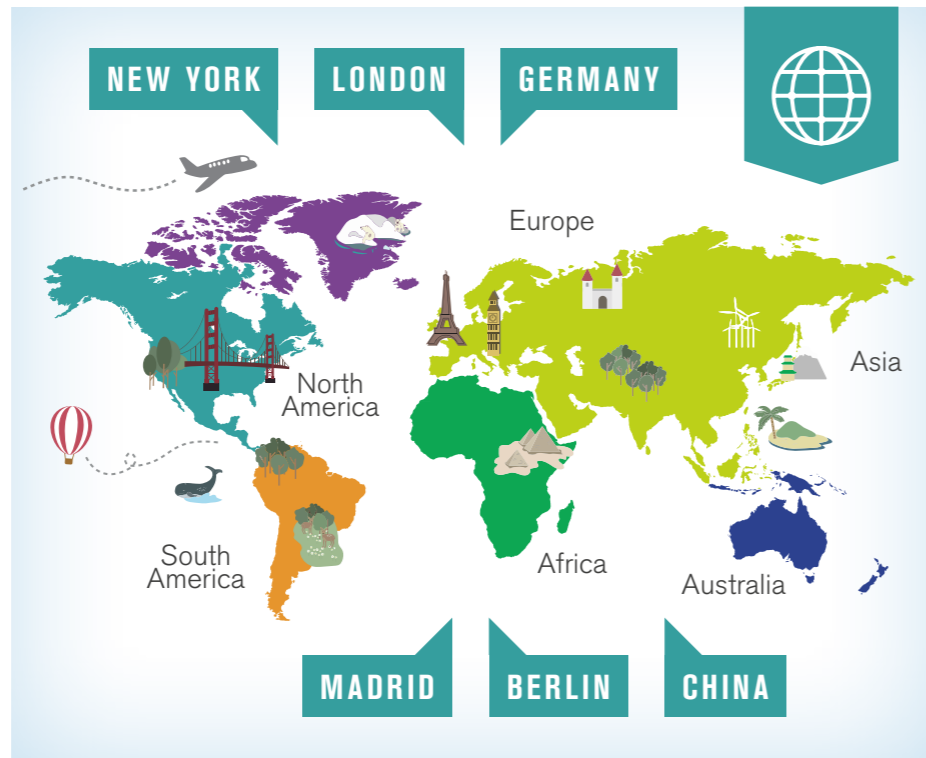 NEW YORK
LONDON
GERMANY
Europe
Asia
North
America
South
America
Africa
Australia
MADRID
BERLIN
CHINA